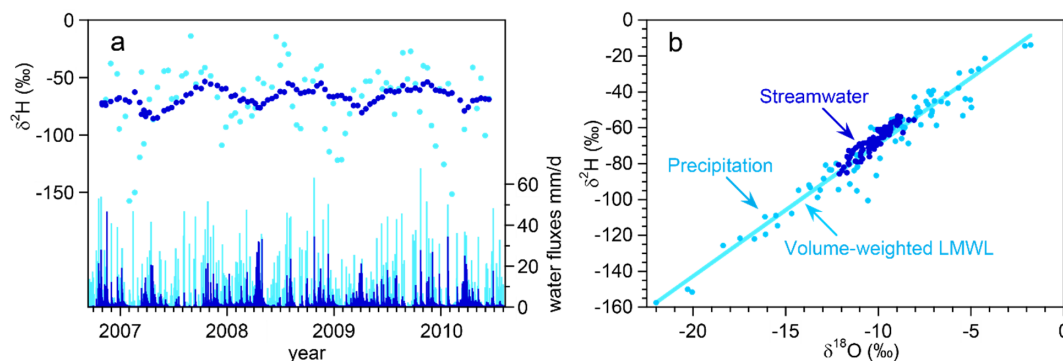 a
δ²H (‰)
0
-50
-100
-150
60
40
20
0
water fluxes mm/d
2007 2008 2009 2010
year
b
δ²H (‰)
0
-20
-40
-60
-80
-100
-120
-140
-160
Streamwater
Precipitation
Volume-weighted LMWL
-20 -15 -10 -5 0
δ¹⁸O (‰)